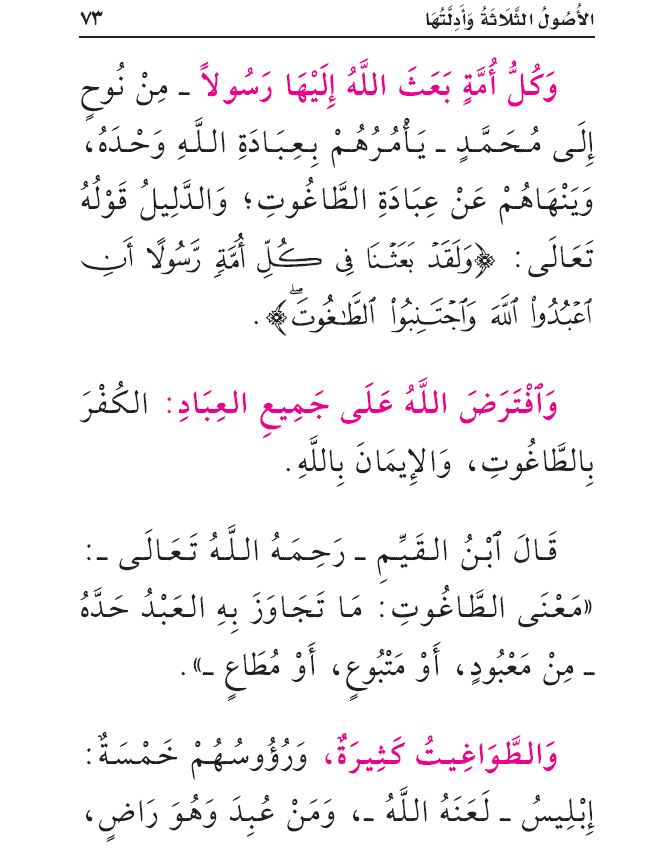 الأُصُولُ الثَّلَاثَةُ وَأَدِلَّتُهَا ٧٣
وَكُلُّ أُمَّةٍ بَعَثَ اللَّهُ إِلَيْهَا رَسُولاً ـ مِنْ نُوحٍ
إِلَى مُحَمَّدٍ ـ يَأْمُرُهُمْ بِعِبَادَةِ اللَّهِ وَحْدَهُ،
وَيَنْهَاهُمْ عَنْ عِبَادَةِ الطَّاغُوتِ؛ وَالدَّلِيلُ قَوْلُهُ
تَعَالَى: ﴿وَلَقَدۡ بَعَثۡنَا فِي كُلِّ أُمَّةٖ رَّسُولًا أَنِ
ٱعۡبُدُواْ ٱللَّهَ وَٱجۡتَنِبُواْ ٱلطَّٰغُوتَۖ﴾.
وَٱفْتَرَضَ اللَّهُ عَلَى جَمِيعِ العِبَادِ: الكُفْرَ
بِالطَّاغُوتِ، وَالإِيمَانَ بِاللَّهِ.
قَالَ ٱبْنُ القَيِّمِ ـ رَحِمَهُ اللَّهُ تَعَالَى ـ:
«مَعْنَى الطَّاغُوتِ: مَا تَجَاوَزَ بِهِ العَبْدُ حَدَّهُ
ـ مِنْ مَعْبُودٍ، أَوْ مَتْبُوعٍ، أَوْ مُطَاعٍ ـ».
وَالطَّوَاغِيتُ كَثِيرَةٌ، وَرُؤُوسُهُمْ خَمْسَةٌ:
إِبْلِيسُ ـ لَعَنَهُ اللَّهُ ـ، وَمَنْ عُبِدَ وَهُوَ رَاضٍ،